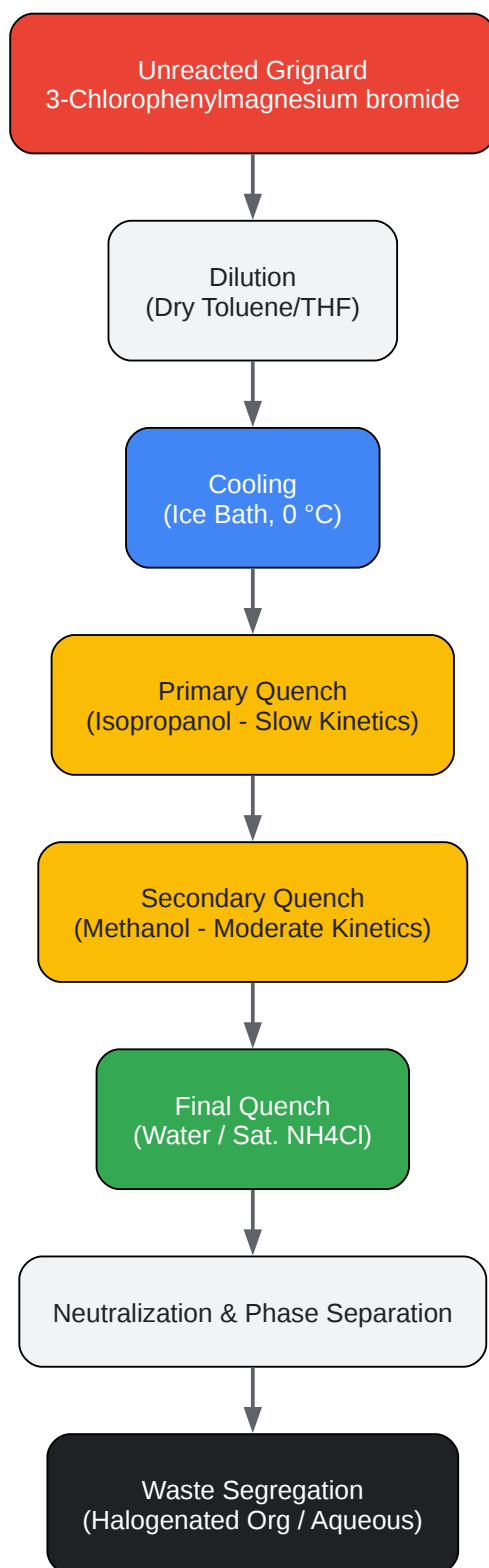 Unreacted Grignard
3-Chlorophenylmagnesium bromide
Dilution
(Dry Toluene/THF)
Cooling
(Ice Bath, 0 °C)
Primary Quench
(Isopropanol - Slow Kinetics)
Secondary Quench
(Methanol - Moderate Kinetics)
Final Quench
(Water / Sat. NH4Cl)
Neutralization & Phase Separation
Waste Segregation
(Halogenated Org / Aqueous)